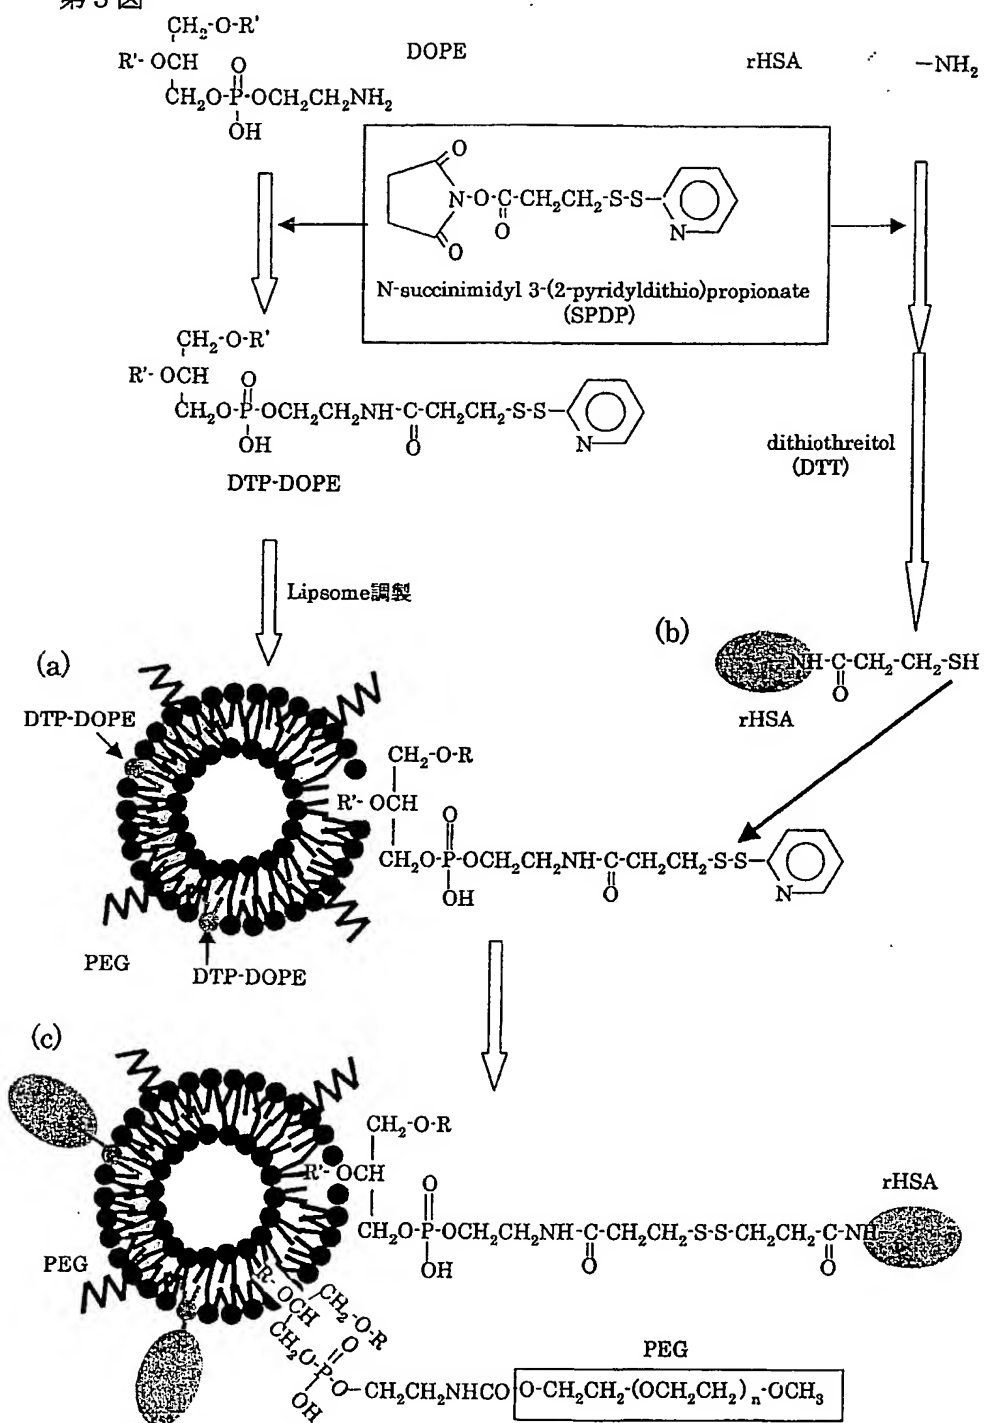 第3図
CH₂-O-R'
DOPE
rHSA
-NH₂
R'- OCH O
CH₂O-P-OCH₂CH₂NH₂
OH
O
N-O-C-CH₂CH₂-S-S-
O
N
O
N-succinimidyl 3-(2-pyridyldithio)propionate
(SPDP)
CH₂-O-R'
R'- OCH O
CH₂O-P-OCH₂CH₂NH-C-CH₂CH₂-S-S-
OH
O
N
DTP-DOPE
dithiothreitol
(DTT)
Lipsome調製
(a)
(b)
NH-C-CH₂-CH₂-SH
O
rHSA
DTP-DOPE
CH₂-O-R
R'- OCH
O
CH₂O-P-OCH₂CH₂NH-C-CH₂CH₂-S-S-
OH
O
N
PEG
DTP-DOPE
(c)
CH₂-O-R
R'- OCH
O
rHSA
CH₂O-P-OCH₂CH₂NH-C-CH₂CH₂-S-S-CH₂CH₂-C-NH
OH
O
O
PEG
R'- OCH
CH₂-O-R
CH₂O-P-O-CH₂CH₂NHCO
O
OH
PEG
O-CH₂CH₂-(OCH₂CH₂)ₙ-OCH₃